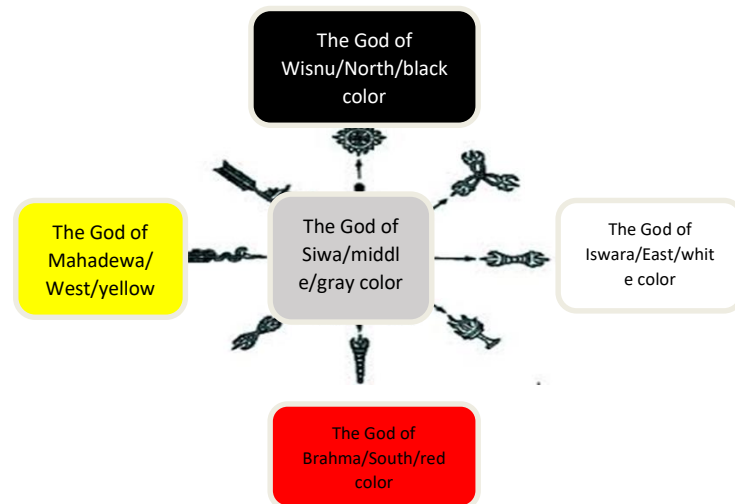 The God of
Wisnu/North/black
color
The God of
Mahadewa/
West/yellow
The God of
Siwa/middl
e/gray color
The God of
Iswara/East/whit
e color
The God of
Brahma/South/red
color